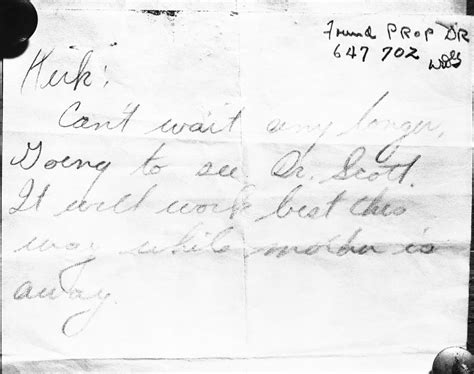 Found PROP DR
647 702
Kirk:
Can't wait any longer,
Going to see Dr. Scott.
It will work best this
way while mother is
away.